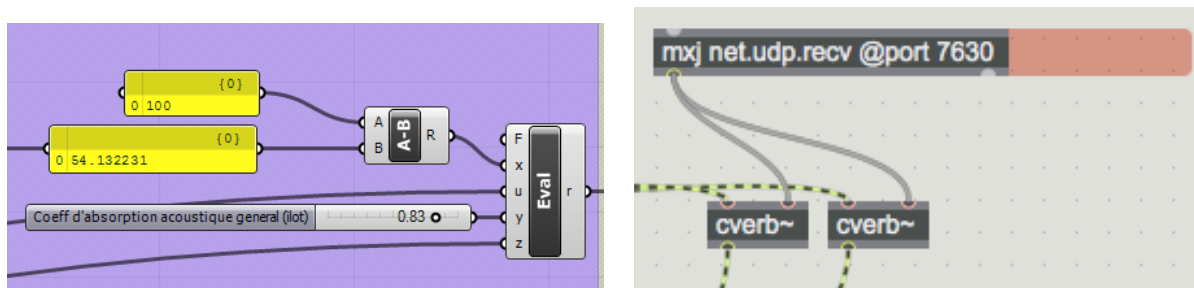 {0}
0 100
{0}
0 54.132231
A
B
A-B
R
F
x
u
y
z
Eval
r
Coeff d'absorption acoustique general (ilot)
0.83
mxj net.udp.recv @port 7630
cverb~
cverb~